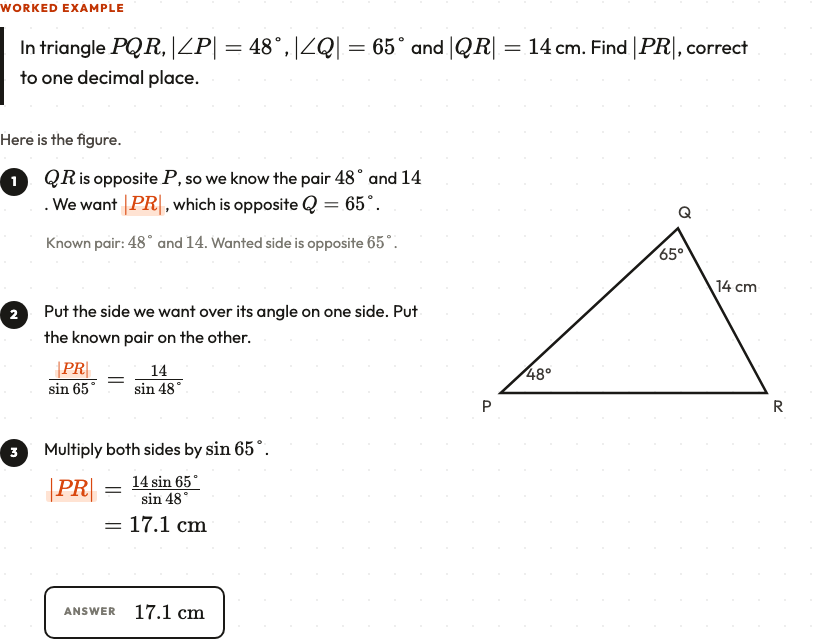 WORKED EXAMPLE
In triangle PQR, |∠P| = 48°, |∠Q| = 65° and |QR| = 14 cm. Find |PR|, correct
to one decimal place.
Here is the figure.
1
QR is opposite P, so we know the pair 48° and 14
. We want |PR|, which is opposite Q = 65°.
Known pair: 48° and 14. Wanted side is opposite 65°.
2
Put the side we want over its angle on one side. Put
the known pair on the other.
|PR| / sin 65° = 14 / sin 48°
3
Multiply both sides by sin 65°.
|PR| = 14 sin 65° / sin 48°
= 17.1 cm
ANSWER 17.1 cm
Q
65°
14 cm
48°
P
R